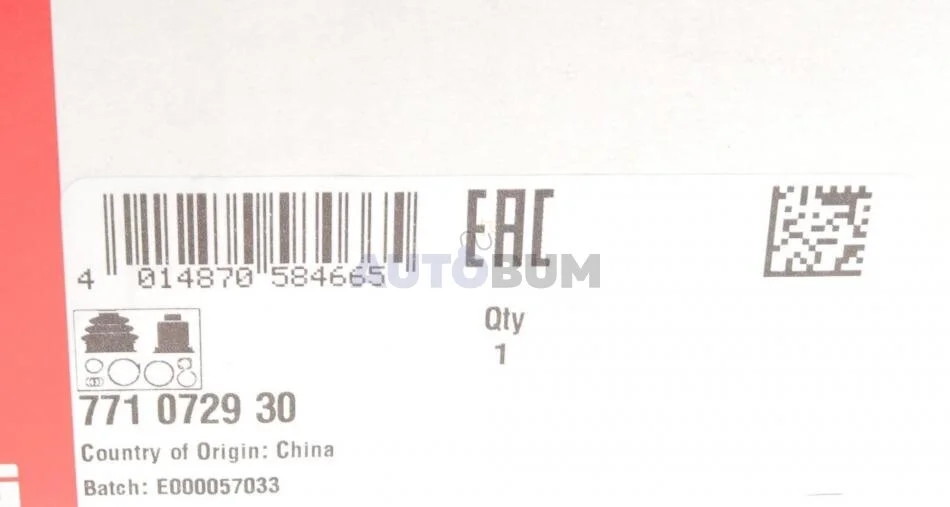 4 014870 584665
EAC
AUTOBUM
Qty
1
771 0729 30
Country of Origin: China
Batch: E000057033